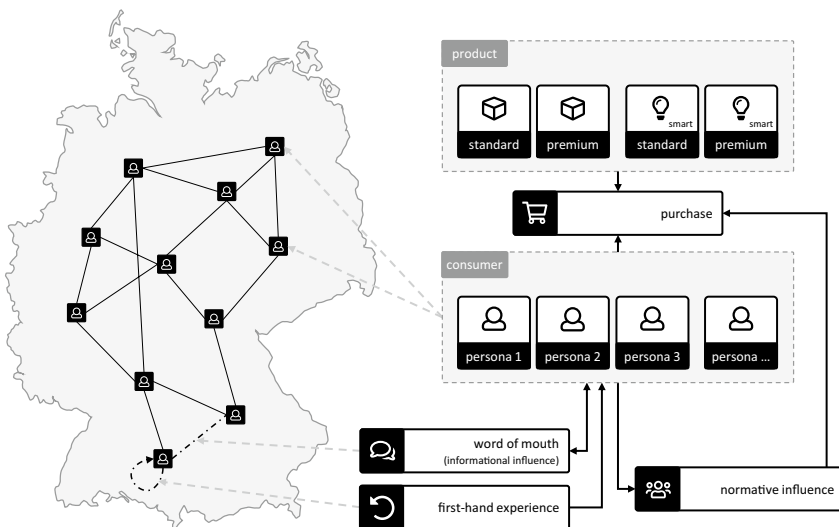 product
smart
smart
standard
premium
standard
premium
purchase
consumer
persona 1
persona 2
persona 3
persona ...
word of mouth
(informational influence)
normative influence
first-hand experience